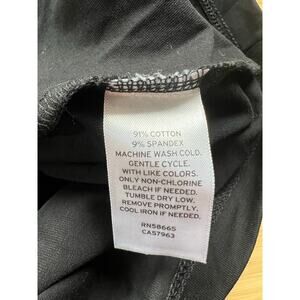 91% COTTON
9% SPANDEX
MACHINE WASH COLD.
GENTLE CYCLE.
WITH LIKE COLORS.
ONLY NON-CHLORINE
BLEACH IF NEEDED.
TUMBLE DRY LOW.
REMOVE PROMPTLY.
COOL IRON IF NEEDED.
RN58665
CA57963